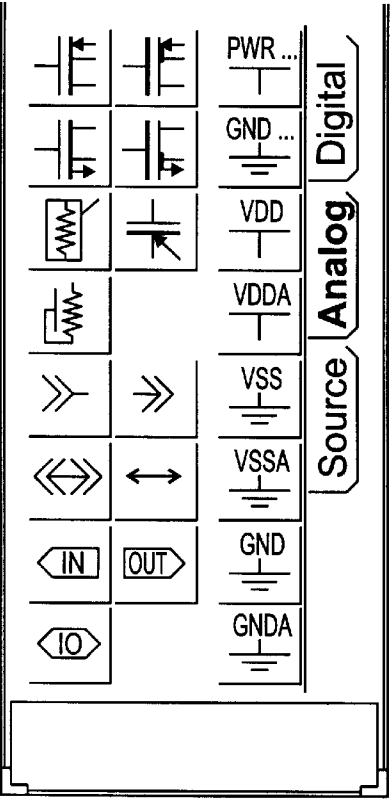 PWR ...
GND ...
VDD
VDDA
VSS
VSSA
IN
OUT
GND
IO
GNDA
Digital
Analog
Source